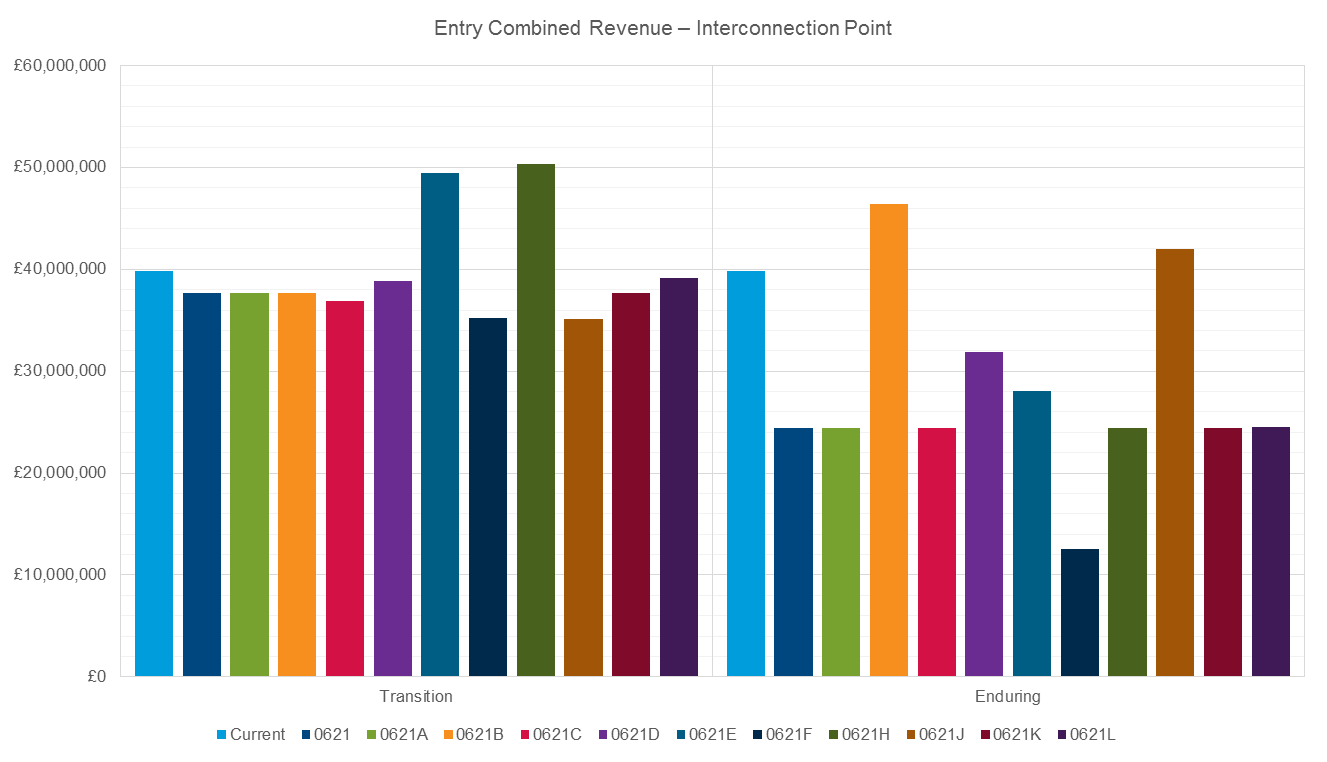 Entry Combined Revenue – Interconnection Point
£60,000,000
£50,000,000
£40,000,000
£30,000,000
£20,000,000
£10,000,000
£0
Transition Enduring
Current 0621 0621A 0621B 0621C 0621D 0621E 0621F 0621H 0621J 0621K 0621L